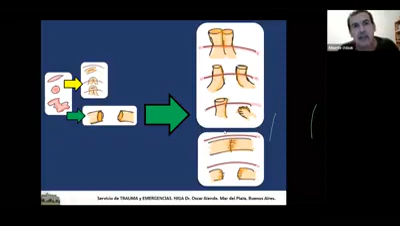 Servicio de TRAUMA y EMERGENCIAS. HIGA Dr. Oscar Alende. Mar del Plata. Buenos Aires.